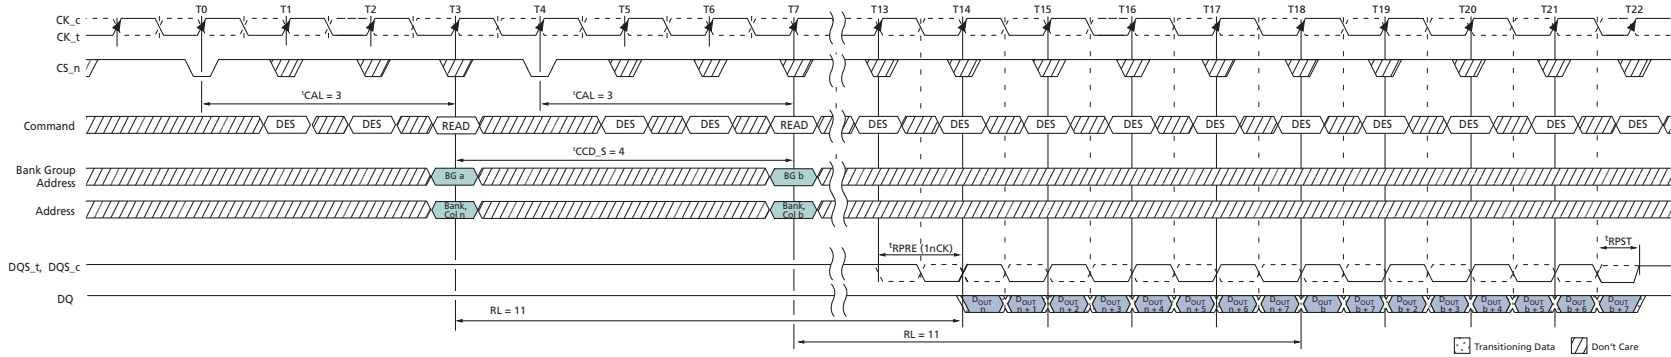 T0 T1 T2 T3 T4 T5 T6 T7 T13 T14 T15 T16 T17 T18 T19 T20 T21 T22
CK_c
CK_t
CS_n
tCAL = 3 tCAL = 3
Command DES DES READ DES DES READ DES DES DES DES DES DES DES DES DES DES
tCCD_S = 4
Bank Group
Address
BG a BG b
Address
Bank,
Col n
Bank,
Col b
tRPRE (1nCK) tRPST
DQS_t, DQS_c
DQ
DOUT
n
DOUT
n + 1
DOUT
n + 2
DOUT
n + 3
DOUT
n + 4
DOUT
n + 5
DOUT
n + 6
DOUT
n + 7
DOUT
b
DOUT
b + 7
DOUT
b + 2
DOUT
b + 3
DOUT
b + 4
DOUT
b + 5
DOUT
b + 6
DOUT
b + 7
RL = 11
RL = 11
Transitioning Data Don't Care